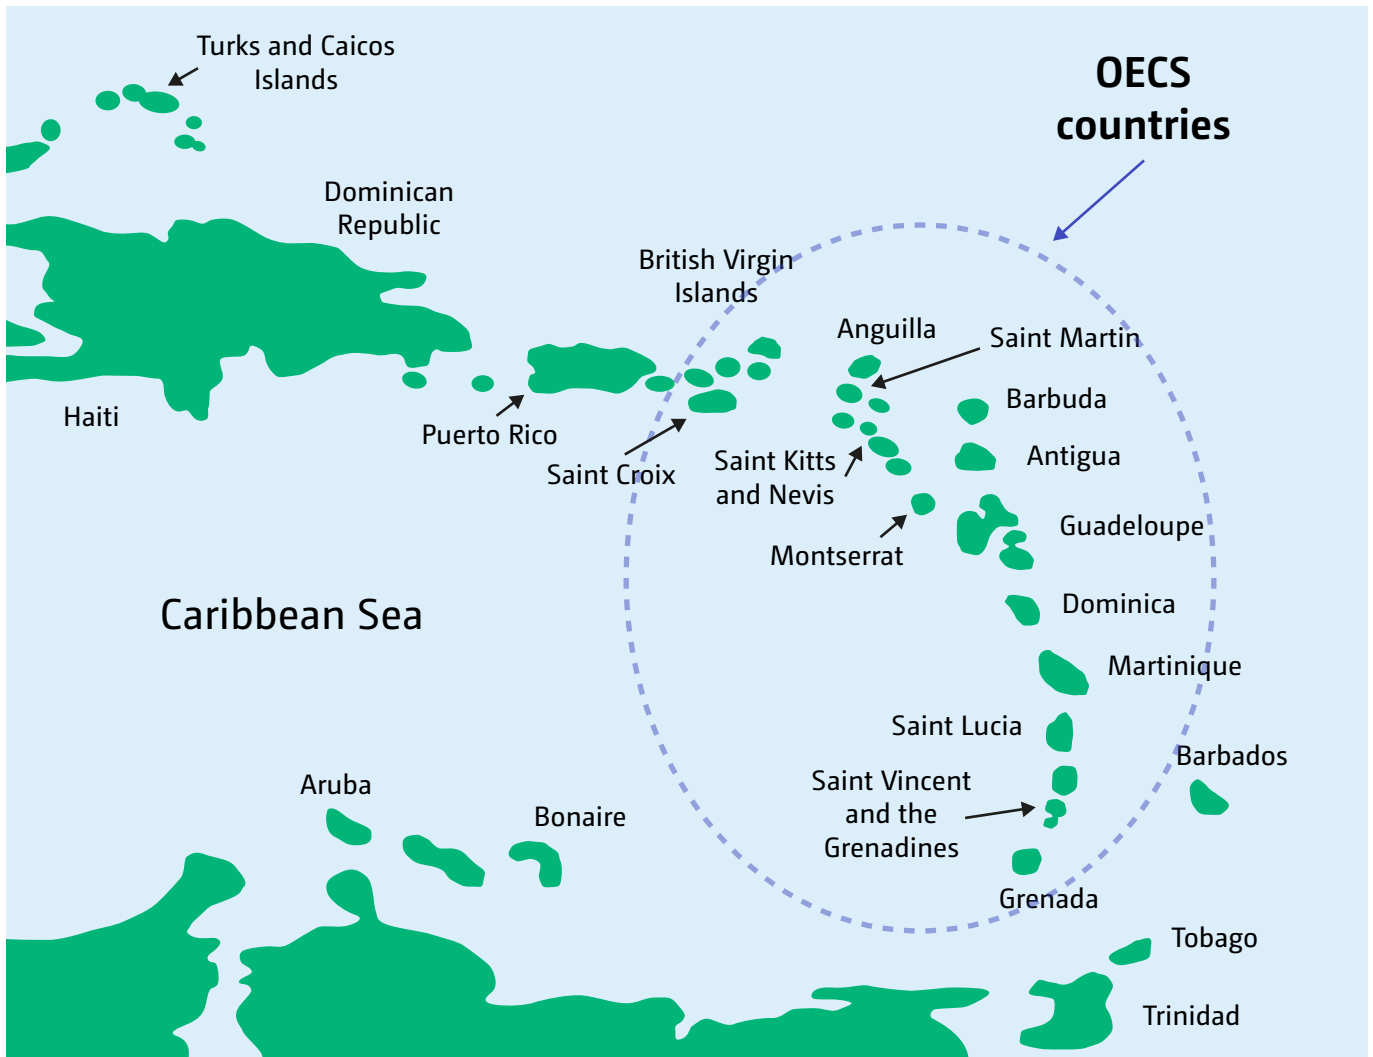 Turks and Caicos
Islands
OECS
countries
Dominican
Republic
British Virgin
Islands
Anguilla
Saint Martin
Barbuda
Haiti
Puerto Rico
Saint Croix
Saint Kitts
and Nevis
Antigua
Montserrat
Guadeloupe
Caribbean Sea
Dominica
Martinique
Saint Lucia
Barbados
Aruba
Bonaire
Saint Vincent
and the
Grenadines
Grenada
Tobago
Trinidad